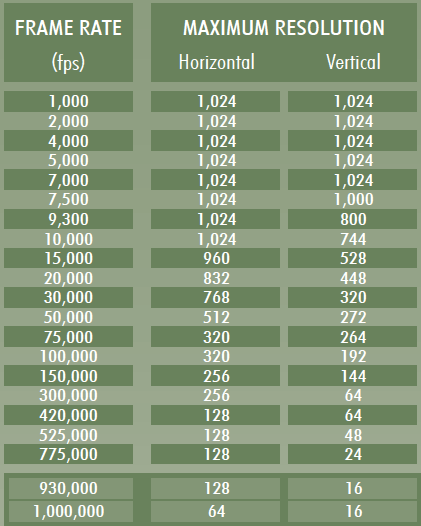 FRAME RATE MAXIMUM RESOLUTION
(fps) Horizontal Vertical
1,000 1,024 1,024
2,000 1,024 1,024
4,000 1,024 1,024
5,000 1,024 1,024
7,000 1,024 1,024
7,500 1,024 1,000
9,300 1,024 800
10,000 1,024 744
15,000 960 528
20,000 832 448
30,000 768 320
50,000 512 272
75,000 320 264
100,000 320 192
150,000 256 144
300,000 256 64
420,000 128 64
525,000 128 48
775,000 128 24
930,000 128 16
1,000,000 64 16